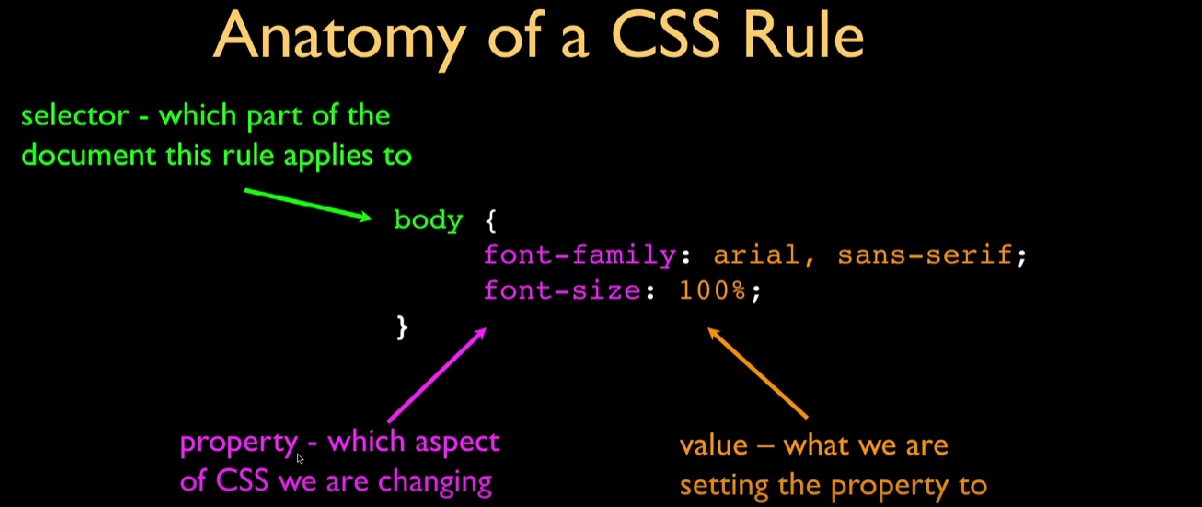 Anatomy of a CSS Rule
selector - which part of the
document this rule applies to
body {
font-family: arial, sans-serif;
font-size: 100%;
}
property - which aspect
of CSS we are changing
value – what we are
setting the property to